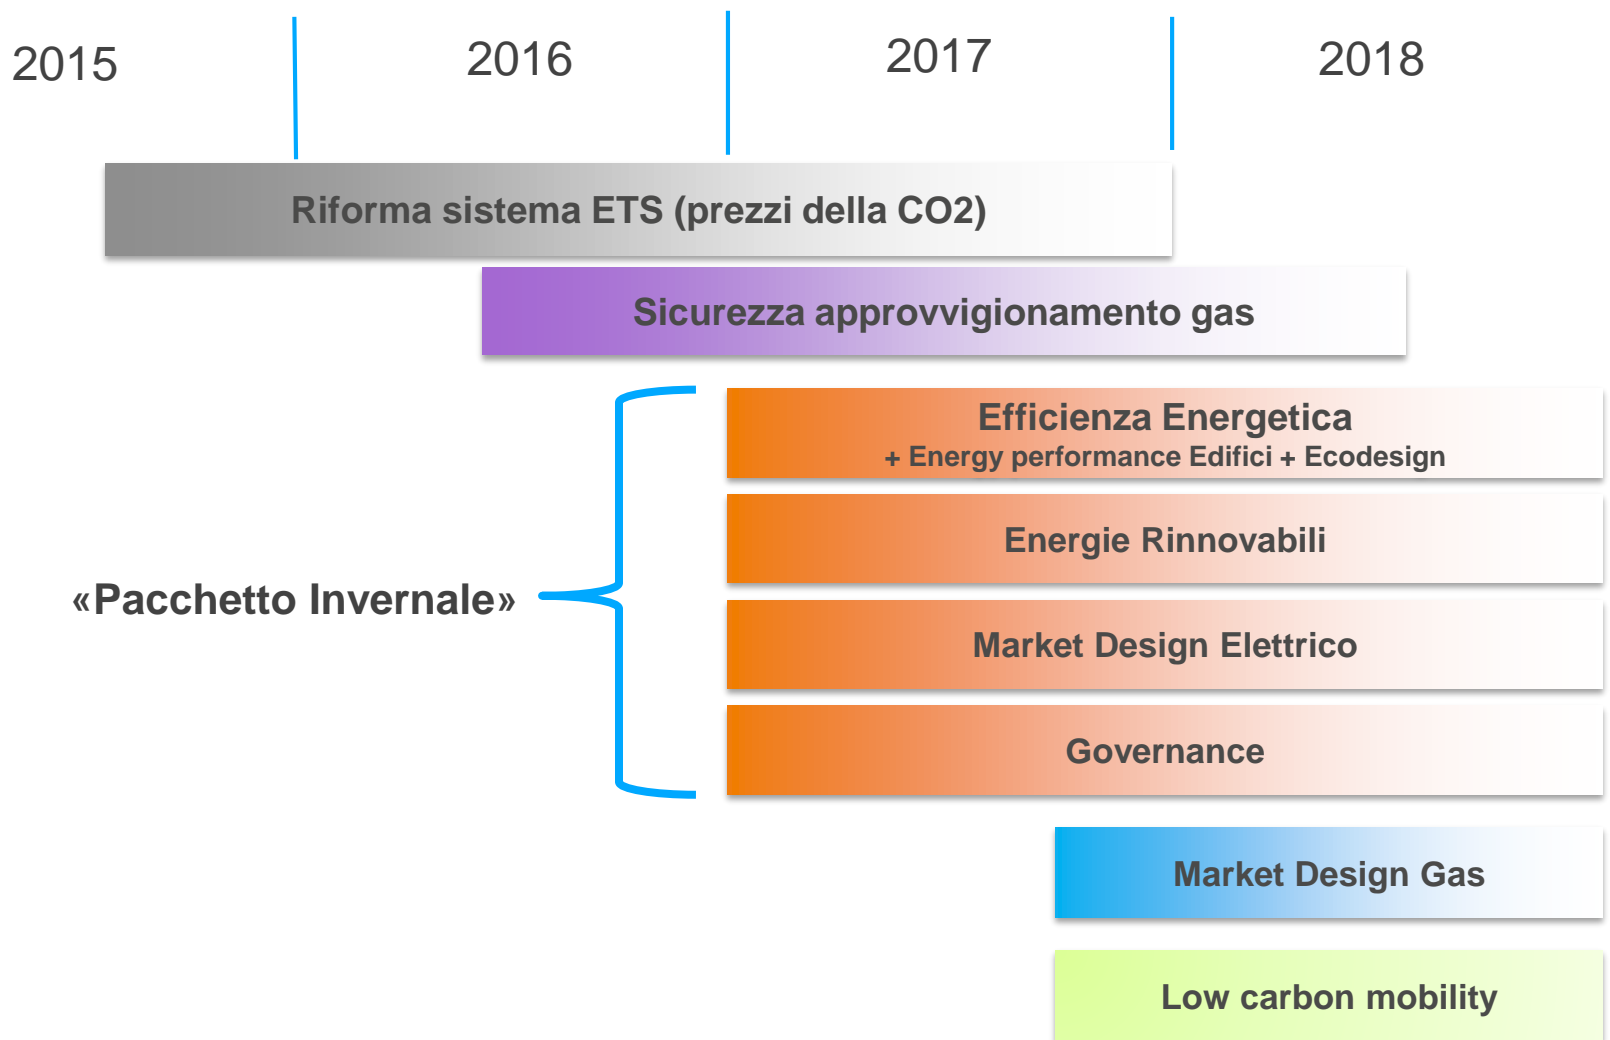 2015
2016
2017
2018
Riforma sistema ETS (prezzi della CO2)
Sicurezza approvvigionamento gas
Efficienza Energetica
+ Energy performance Edifici + Ecodesign
Energie Rinnovabili
«Pacchetto Invernale»
Market Design Elettrico
Governance
Market Design Gas
Low carbon mobility